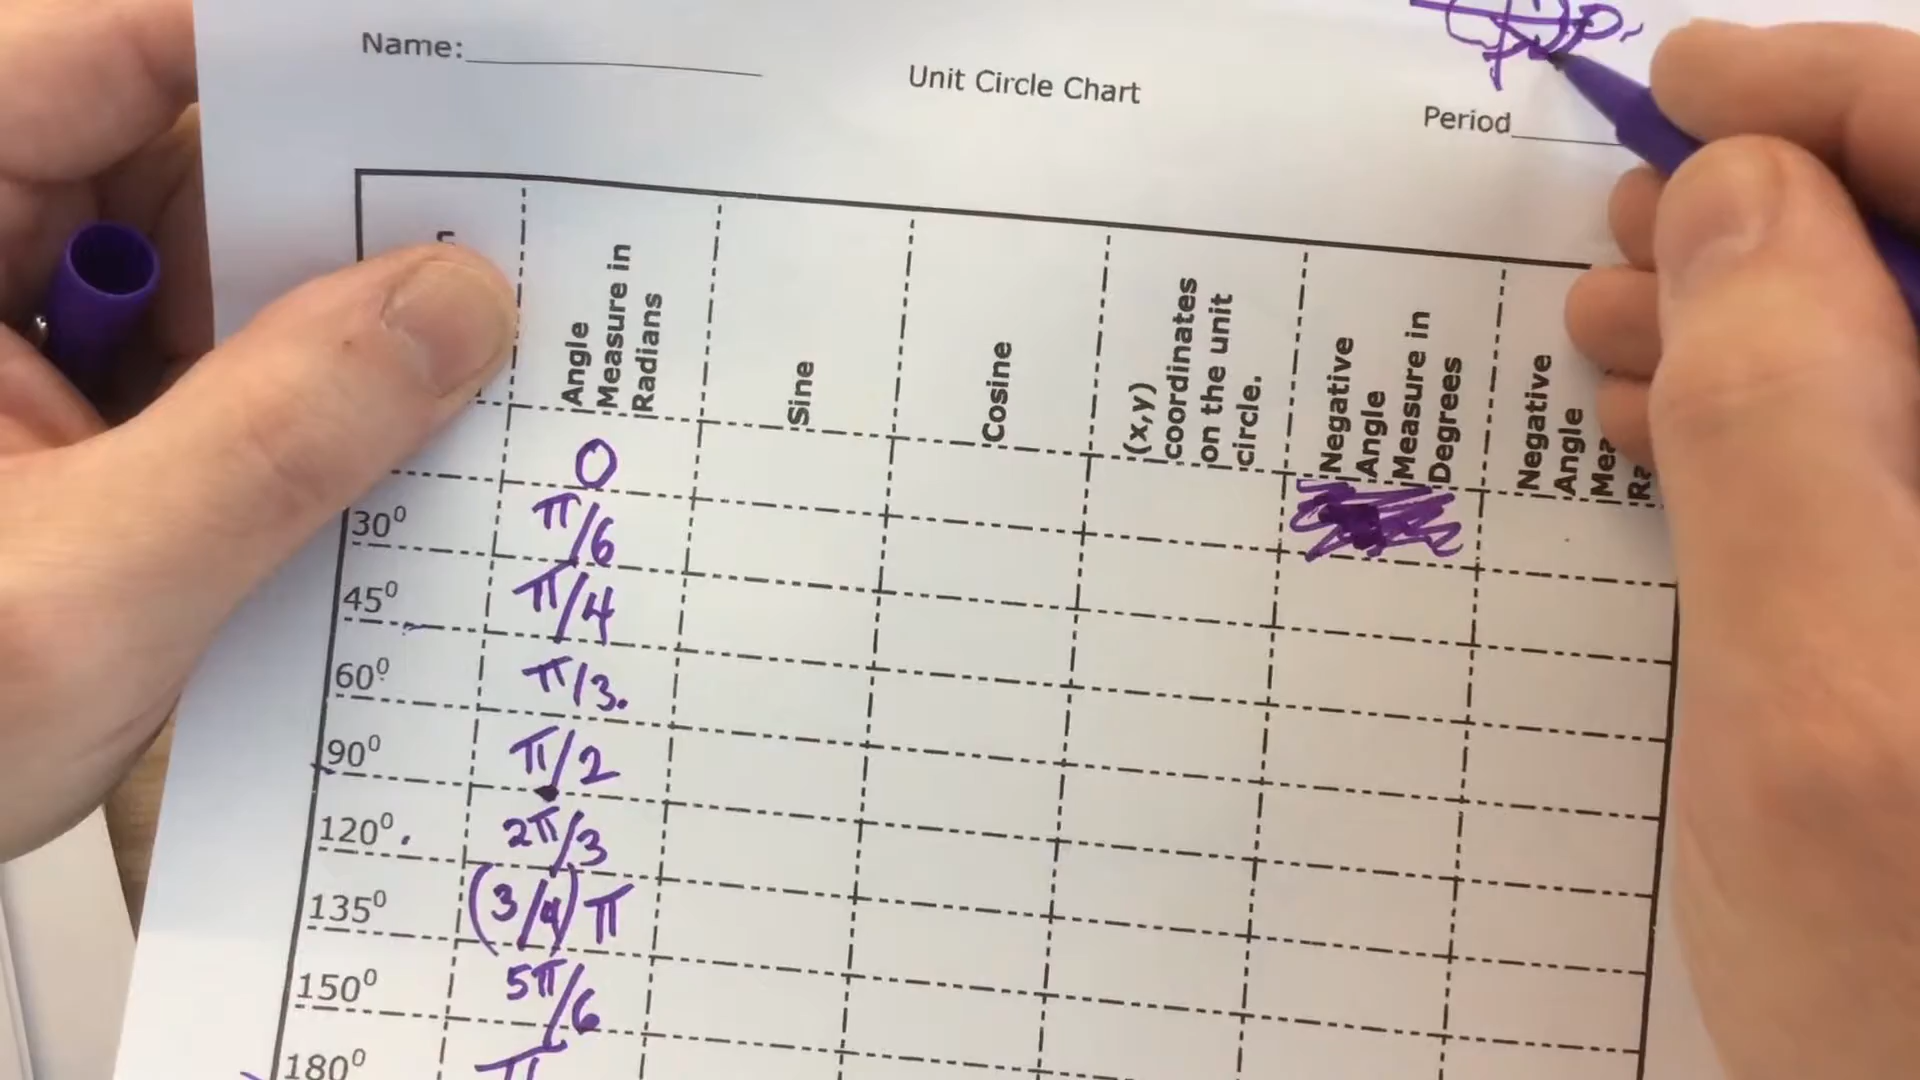 Name:
Unit Circle Chart
Period
Angle
Measure in
Radians
Sine
Cosine
(x,y)
coordinates
on the unit
circle.
Negative
Angle
Measure in
Degrees
Negative
Angle
0
30⁰ π/6
45⁰ π/4
60⁰ π/3.
90⁰ π/2
120⁰. 2π/3
135⁰ (3/4)π
150⁰ 5π/6
180⁰ π